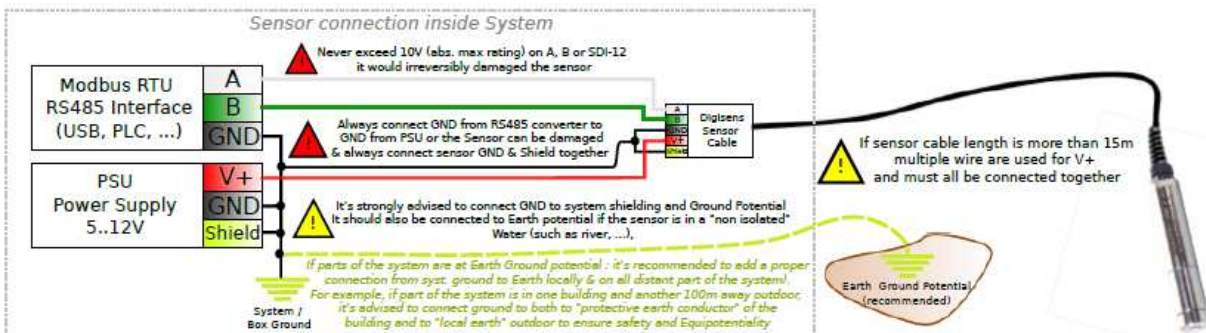 Sensor connection inside System
Never exceed 10V (abs. max rating) on A, B or SDI-12
it would irreversibly damaged the sensor
Modbus RTU
RS485 Interface
(USB, PLC, ...)
A
B
GND
Always connect GND from RS485 converter to
GND from PSU or the Sensor can be damaged
& always connect sensor GND & Shield together
A
B
GND
V+
Shield
Digisens
Sensor
Cable
If sensor cable length is more than 15m
multiple wire are used for V+
and must all be connected together
PSU
Power Supply
5..12V
V+
GND
Shield
It's strongly advised to connect GND to system shielding and Ground Potential
It should also be connected to Earth potential if the sensor is in a "non isolated"
Water (such as river, ...),
If parts of the system are at Earth Ground potential : it's recommended to add a proper
connection from syst. ground to Earth locally & on all distant part of the system).
For example, if part of the system is in one building and another 100m away outdoor,
it's advised to connect ground to both to "protective earth conductor" of the
building and to "local earth" outdoor to ensure safety and Equipotentiality
System /
Box Ground
Earth Ground Potential
(recommended)